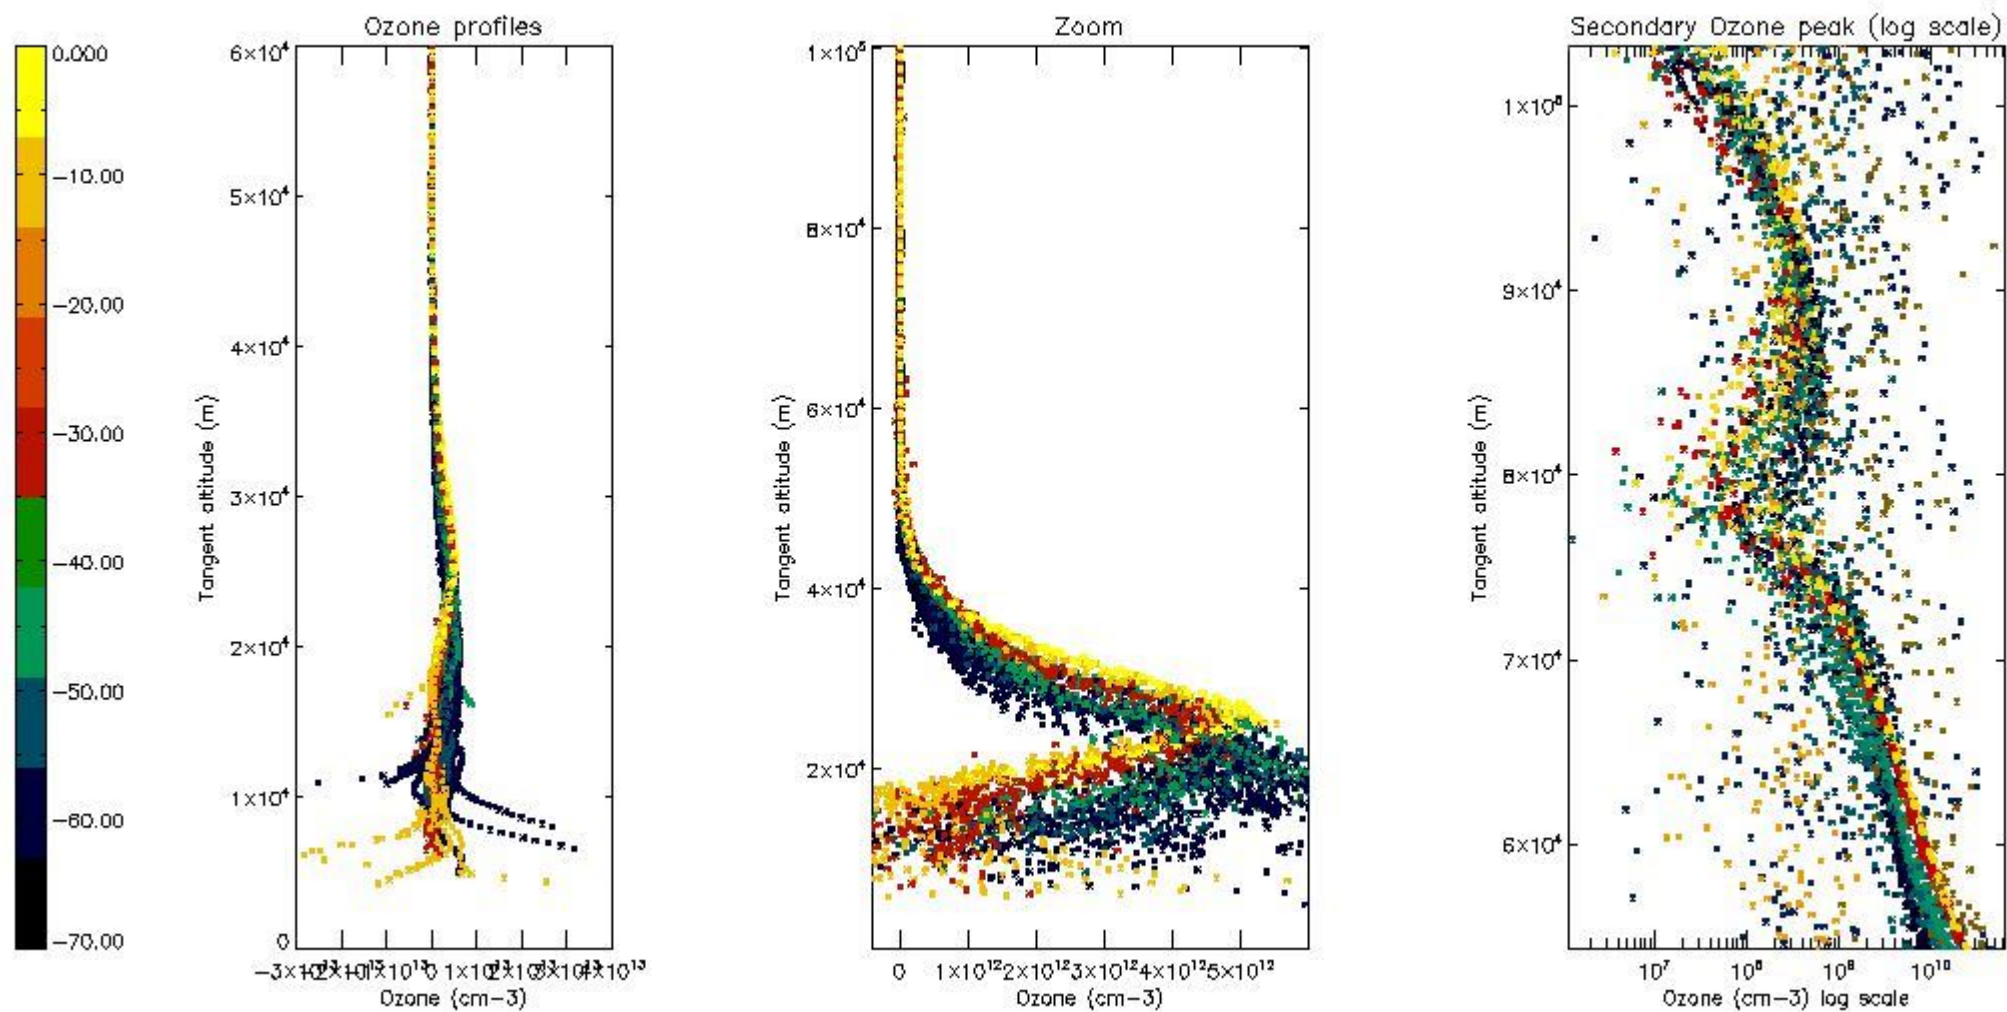 Ozone profiles
Zoom
Secondary Ozone peak (log scale)
0.000
−10.00
−20.00
−30.00
−40.00
−50.00
−60.00
−70.00
6×10⁴
5×10⁴
4×10⁴
3×10⁴
2×10⁴
1×10⁴
0
Tangent altitude (m)
0
4×10¹³
Ozone (cm−3)
1×10⁵
8×10⁴
6×10⁴
4×10⁴
2×10⁴
Tangent altitude (m)
0 1×10¹² 2×10¹² 3×10¹² 4×10¹² 5×10¹²
Ozone (cm−3)
1×10⁵
9×10⁴
8×10⁴
7×10⁴
6×10⁴
Tangent altitude (m)
10⁷ 10⁸ 10⁹ 10¹⁰
Ozone (cm−3) log scale